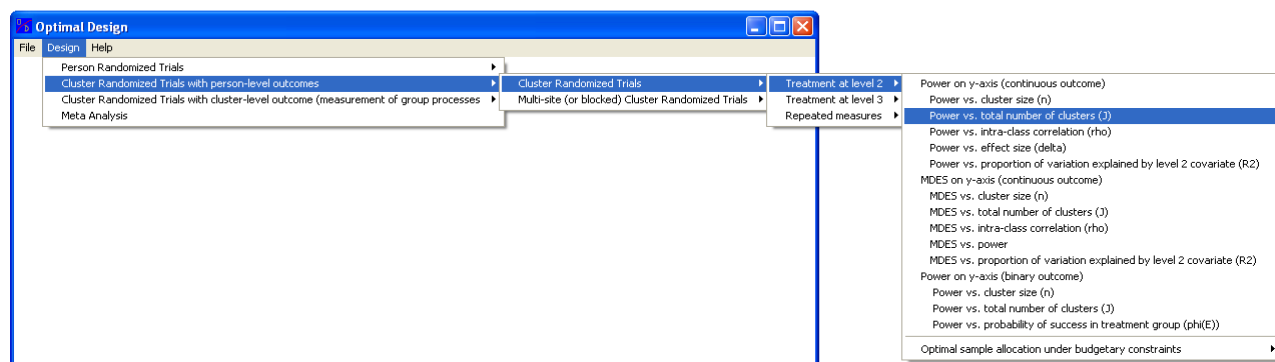 Optimal Design
File Design Help
Person Randomized Trials
Cluster Randomized Trials with person-level outcomes
Cluster Randomized Trials with cluster-level outcome (measurement of group processes
Meta Analysis
Cluster Randomized Trials
Multi-site (or blocked) Cluster Randomized Trials
Treatment at level 2
Treatment at level 3
Repeated measures
Power on y-axis (continuous outcome)
Power vs. cluster size (n)
Power vs. total number of clusters (J)
Power vs. intra-class correlation (rho)
Power vs. effect size (delta)
Power vs. proportion of variation explained by level 2 covariate (R2)
MDES on y-axis (continuous outcome)
MDES vs. cluster size (n)
MDES vs. total number of clusters (J)
MDES vs. intra-class correlation (rho)
MDES vs. power
MDES vs. proportion of variation explained by level 2 covariate (R2)
Power on y-axis (binary outcome)
Power vs. cluster size (n)
Power vs. total number of clusters (J)
Power vs. probability of success in treatment group (phi(E))
Optimal sample allocation under budgetary constraints